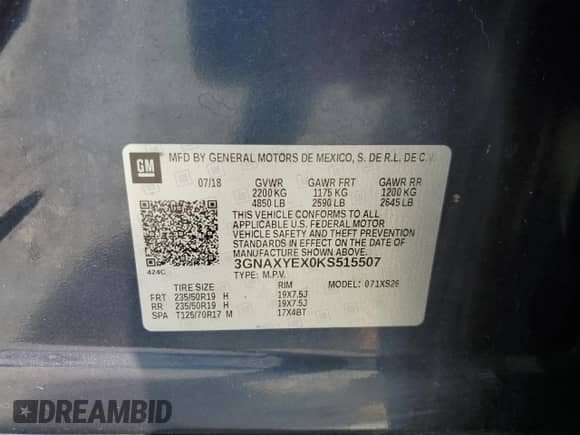 GM
MFD BY GENERAL MOTORS DE MEXICO, S. DE R.L. DE C.V.
07/18 GVWR GAWR FRT GAWR RR
2200 KG 1175 KG 1200 KG
4850 LB 2590 LB 2645 LB
THIS VEHICLE CONFORMS TO ALL
APPLICABLE U.S. FEDERAL MOTOR
VEHICLE SAFETY AND THEFT PREVENTION
STANDARDS IN EFFECT ON THE DATE OF
MANUFACTURE SHOWN ABOVE.
424C
3GNAXYEX0KS515507
TYPE: M.P.V. MODEL: 071XS26
TIRE SIZE RIM
FRT 235/50R19 H 19X7.5J
RR 235/50R19 H 19X7.5J
SPA T125/70R17 M 17X4BT
DREAMBID